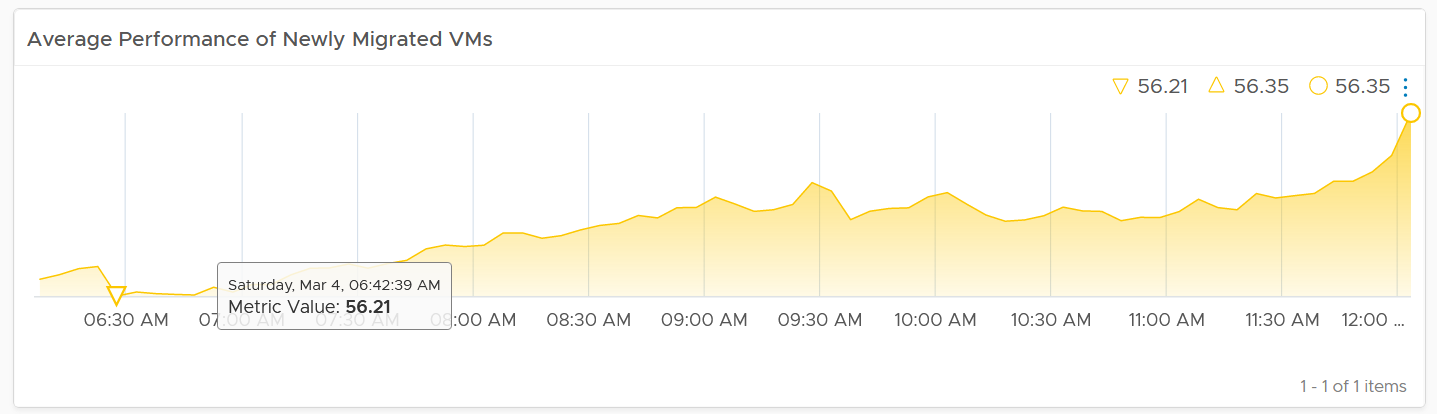 Average Performance of Newly Migrated VMs
56.21 56.35 56.35
Saturday, Mar 4, 06:42:39 AM
Metric Value: 56.21
06:30 AM 07:00 AM 07:30 AM 08:00 AM 08:30 AM 09:00 AM 09:30 AM 10:00 AM 10:30 AM 11:00 AM 11:30 AM 12:00 ...
1 - 1 of 1 items